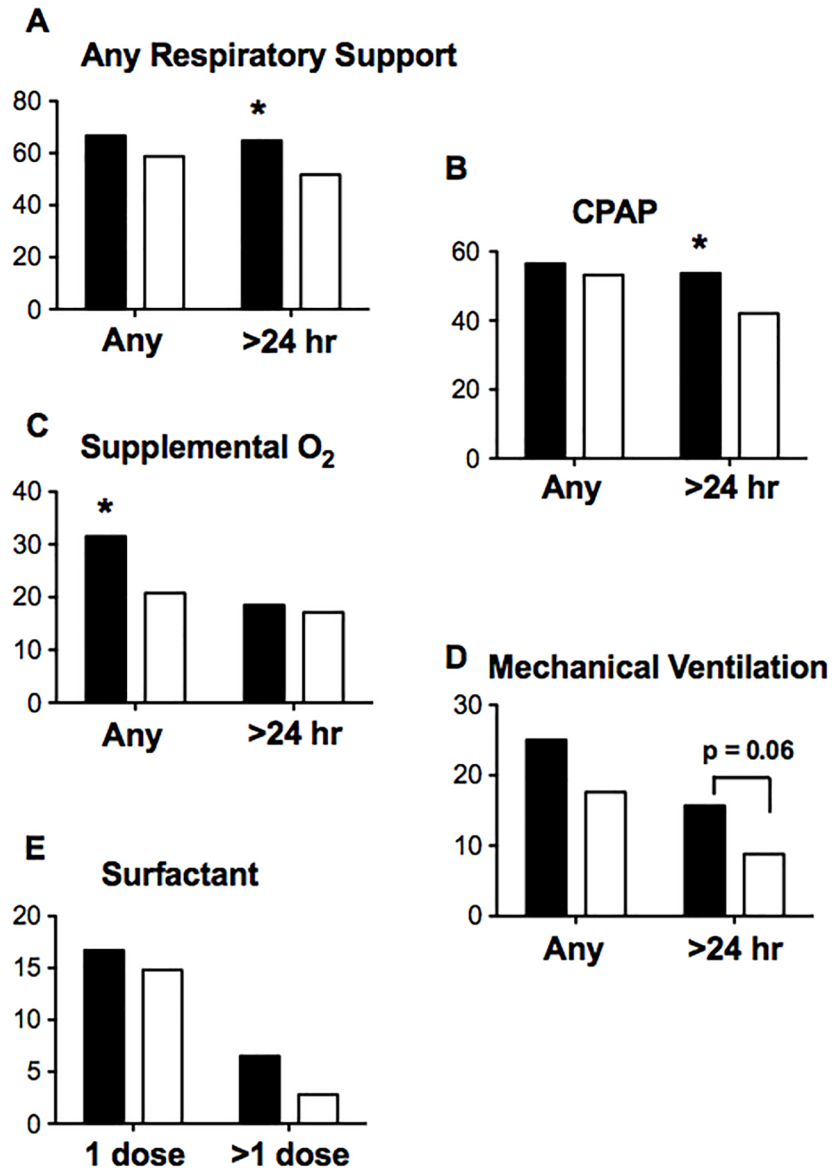 A
Any Respiratory Support
80
60
40
20
0
*
Any >24 hr
B
CPAP
60
40
20
0
*
Any >24 hr
C
Supplemental O₂
40
30
20
10
0
*
Any >24 hr
D Mechanical Ventilation
30
20
10
0
p = 0.06
Any >24 hr
E
Surfactant
20
15
10
5
0
1 dose >1 dose